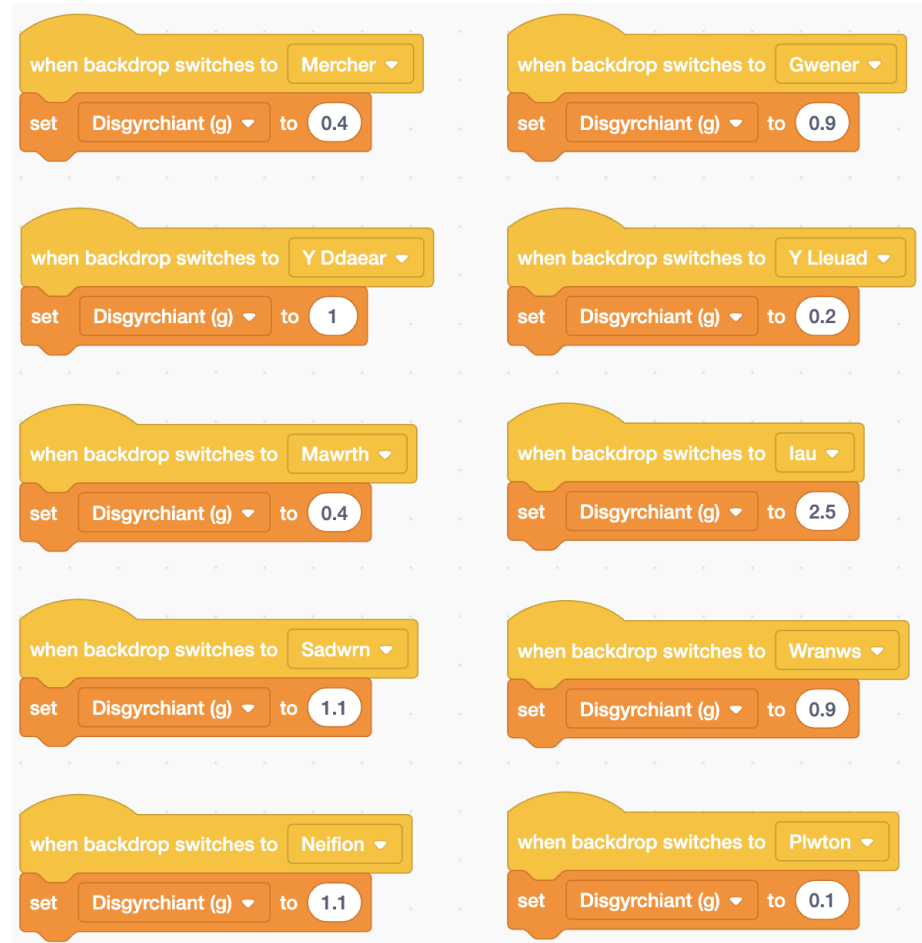 when backdrop switches to Mercher
set Disgyrchiant (g) to 0.4
when backdrop switches to Gwener
set Disgyrchiant (g) to 0.9
when backdrop switches to Y Ddaear
set Disgyrchiant (g) to 1
when backdrop switches to Y Lleuad
set Disgyrchiant (g) to 0.2
when backdrop switches to Mawrth
set Disgyrchiant (g) to 0.4
when backdrop switches to Iau
set Disgyrchiant (g) to 2.5
when backdrop switches to Sadwrn
set Disgyrchiant (g) to 1.1
when backdrop switches to Wranws
set Disgyrchiant (g) to 0.9
when backdrop switches to Neifion
set Disgyrchiant (g) to 1.1
when backdrop switches to Plwton
set Disgyrchiant (g) to 0.1